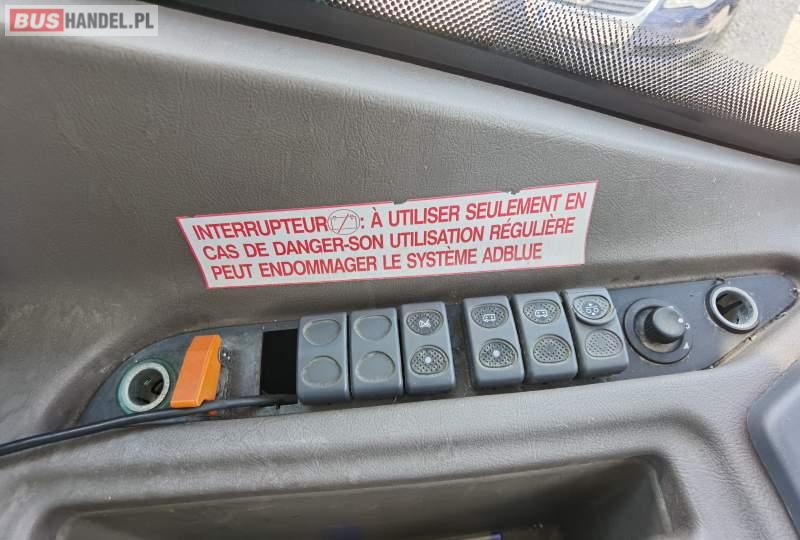 BUSHANDEL.PL
INTERRUPTEUR : À UTILISER SEULEMENT EN
CAS DE DANGER-SON UTILISATION RÉGULIÈRE
PEUT ENDOMMAGER LE SYSTÈME ADBLUE